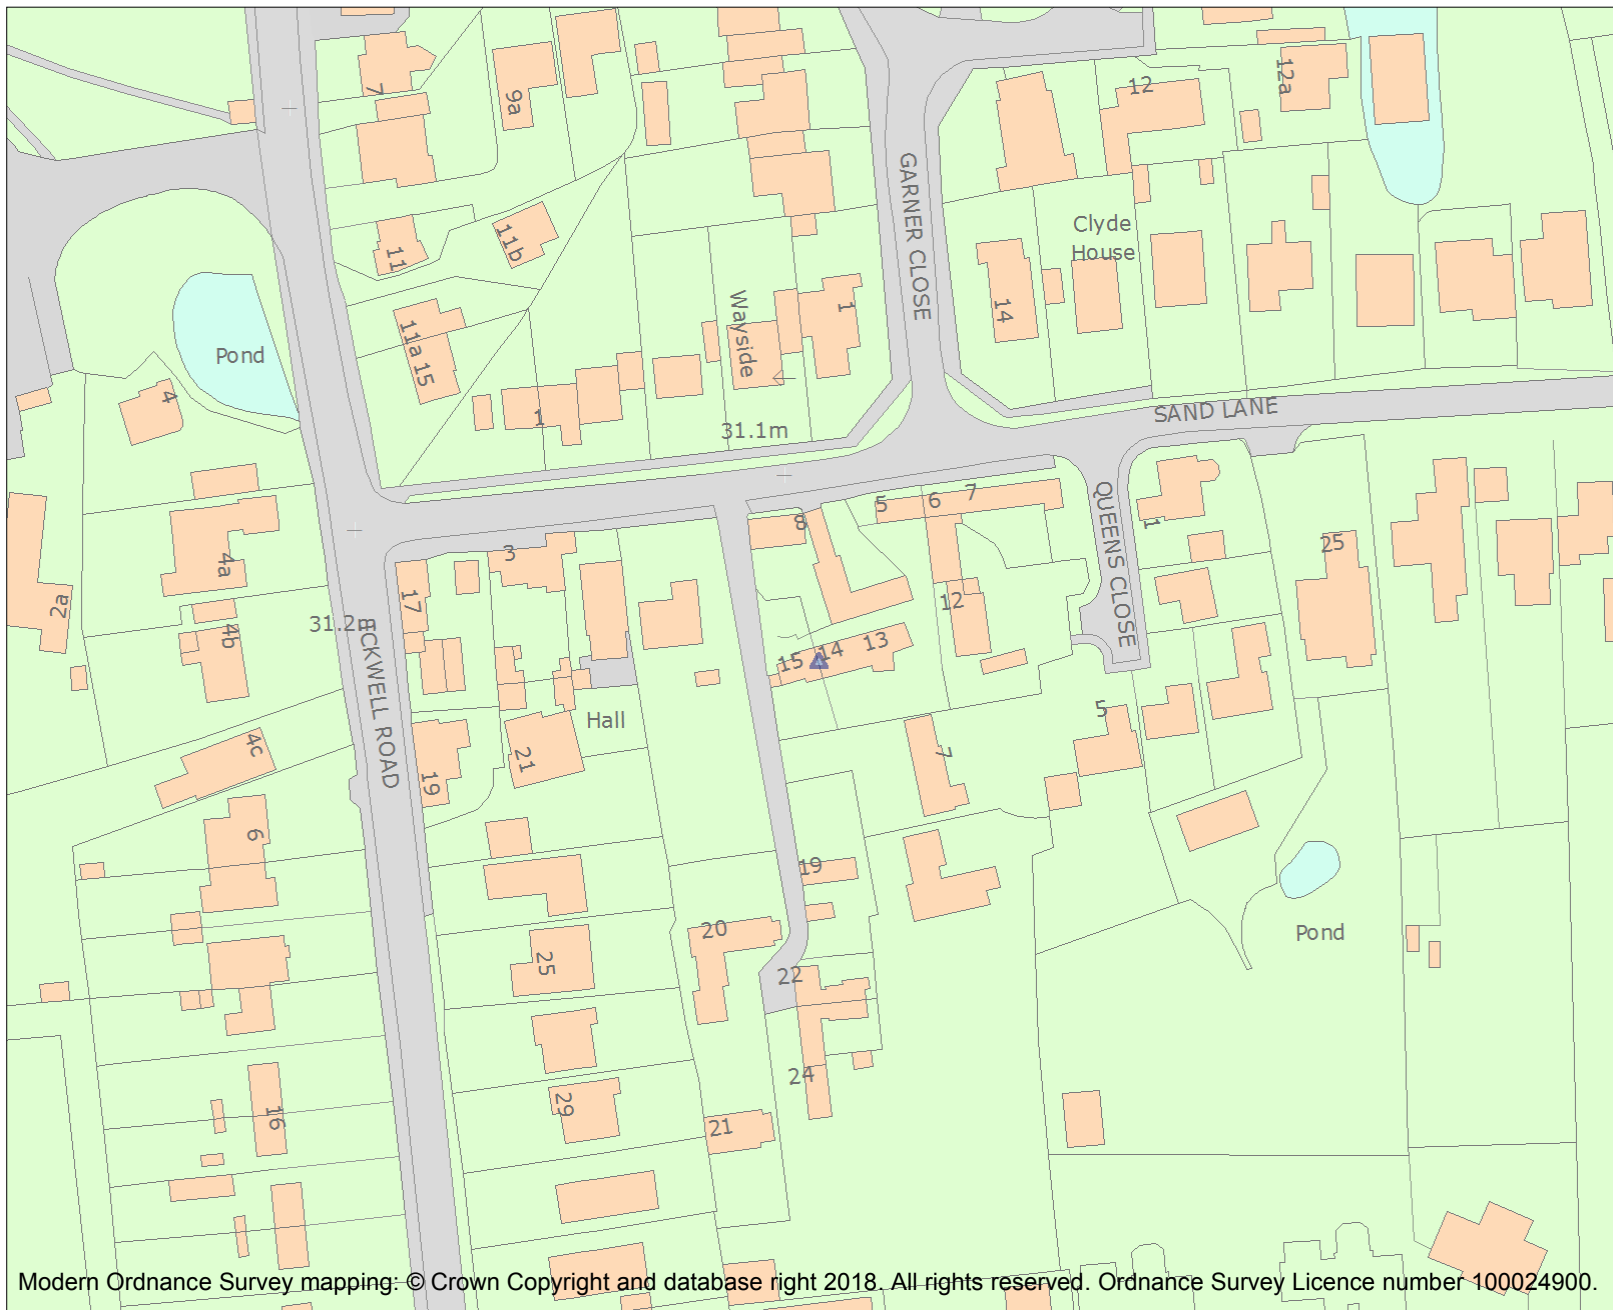 7
9a
12
12a
11
11b
GARNER CLOSE
Clyde
House
14
Wayside
1
Pond
11a
15
4
1
31.1m
SAND LANE
8
5
6
7
QUEENS CLOSE
1
25
3
4a
2a
17
12
31.2m
4b
ECKWELL ROAD
15
14
13
Hall
5
4c
21
7
19
6
19
20
25
22
Pond
24
29
16
21
Modern Ordnance Survey mapping: © Crown Copyright and database right 2018. All rights reserved. Ordnance Survey Licence number 100024900.